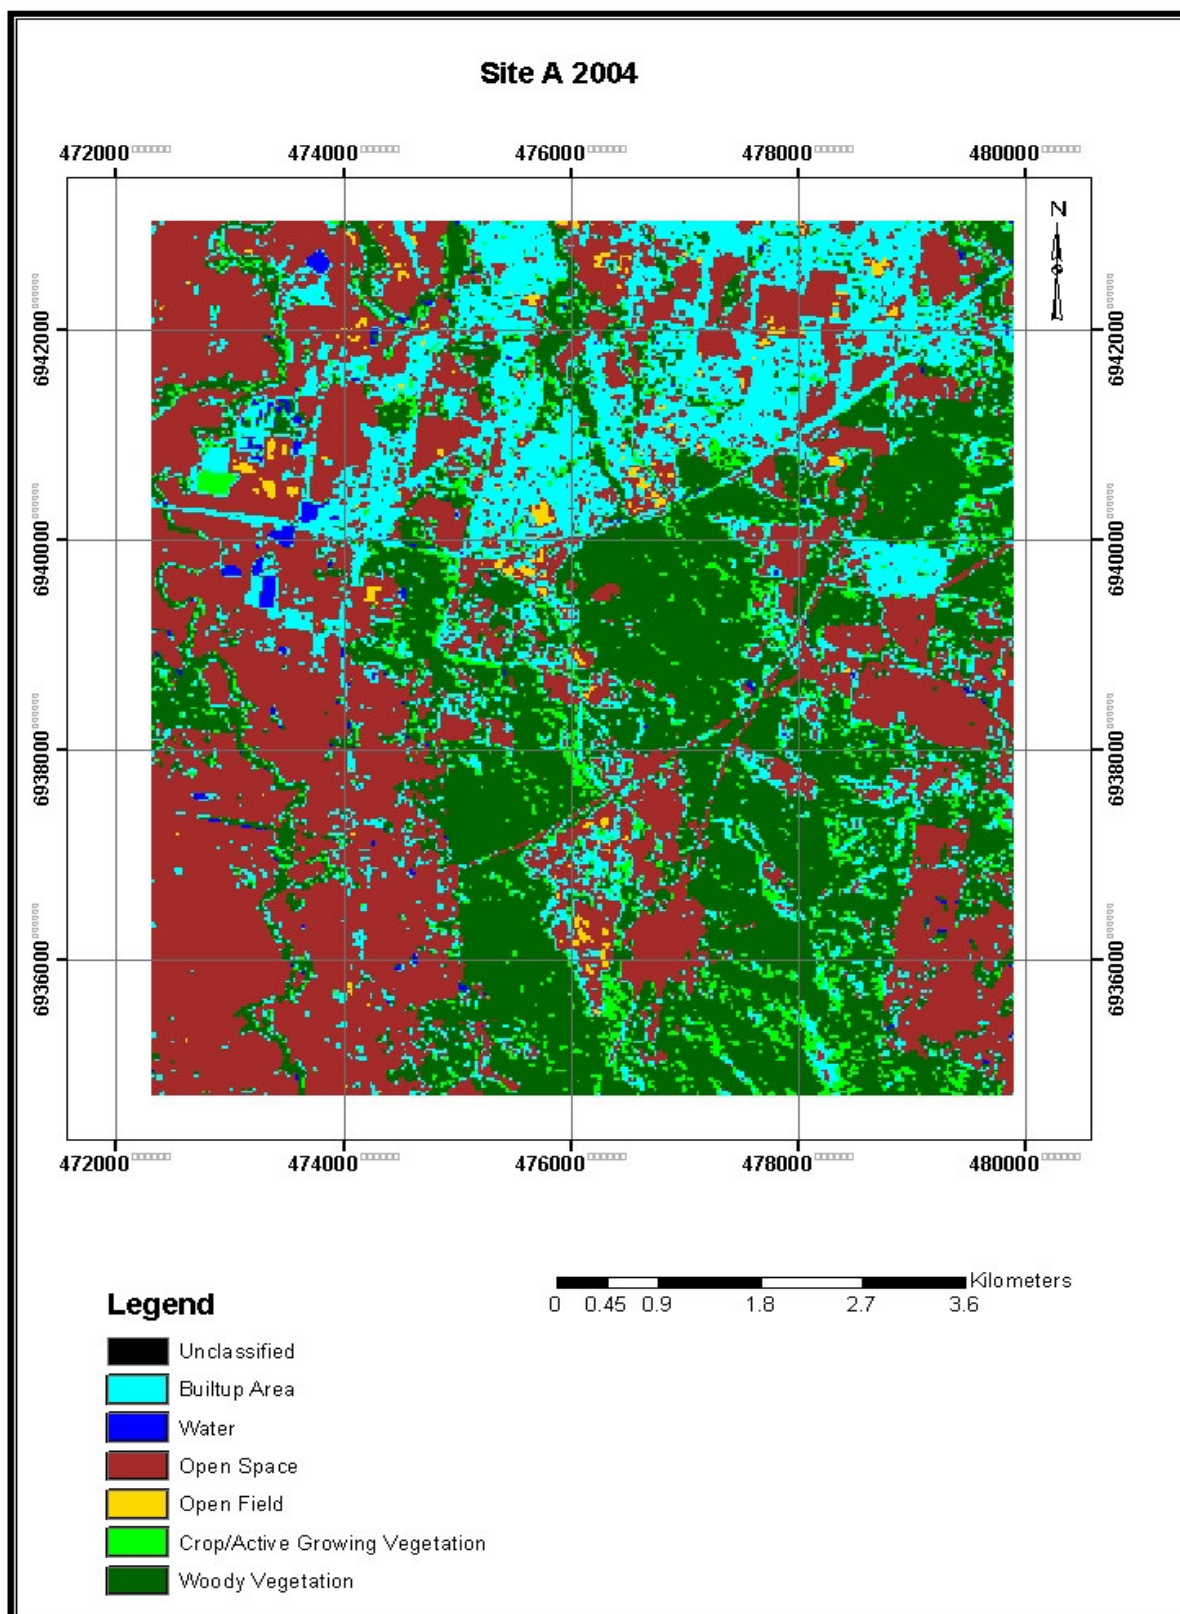 Site A 2004
472000 474000 476000 478000 480000
N
6942000 6942000
6940000 6940000
6938000 6938000
6936000 6936000
472000 474000 476000 478000 480000
Kilometers
0 0.45 0.9 1.8 2.7 3.6
Legend
Unclassified
Builtup Area
Water
Open Space
Open Field
Crop/Active Growing Vegetation
Woody Vegetation